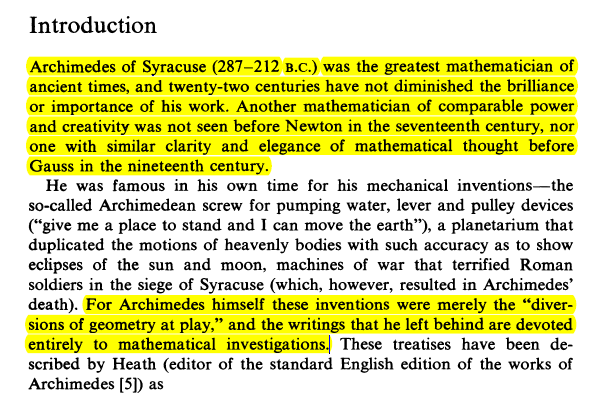 Introduction
Archimedes of Syracuse (287–212 B.C.) was the greatest mathematician of
ancient times, and twenty-two centuries have not diminished the brilliance
or importance of his work. Another mathematician of comparable power
and creativity was not seen before Newton in the seventeenth century, nor
one with similar clarity and elegance of mathematical thought before
Gauss in the nineteenth century.
He was famous in his own time for his mechanical inventions—the
so-called Archimedean screw for pumping water, lever and pulley devices
(“give me a place to stand and I can move the earth”), a planetarium that
duplicated the motions of heavenly bodies with such accuracy as to show
eclipses of the sun and moon, machines of war that terrified Roman
soldiers in the siege of Syracuse (which, however, resulted in Archimedes’
death). For Archimedes himself these inventions were merely the “diver-
sions of geometry at play,” and the writings that he left behind are devoted
entirely to mathematical investigations. These treatises have been de-
scribed by Heath (editor of the standard English edition of the works of
Archimedes [5]) as